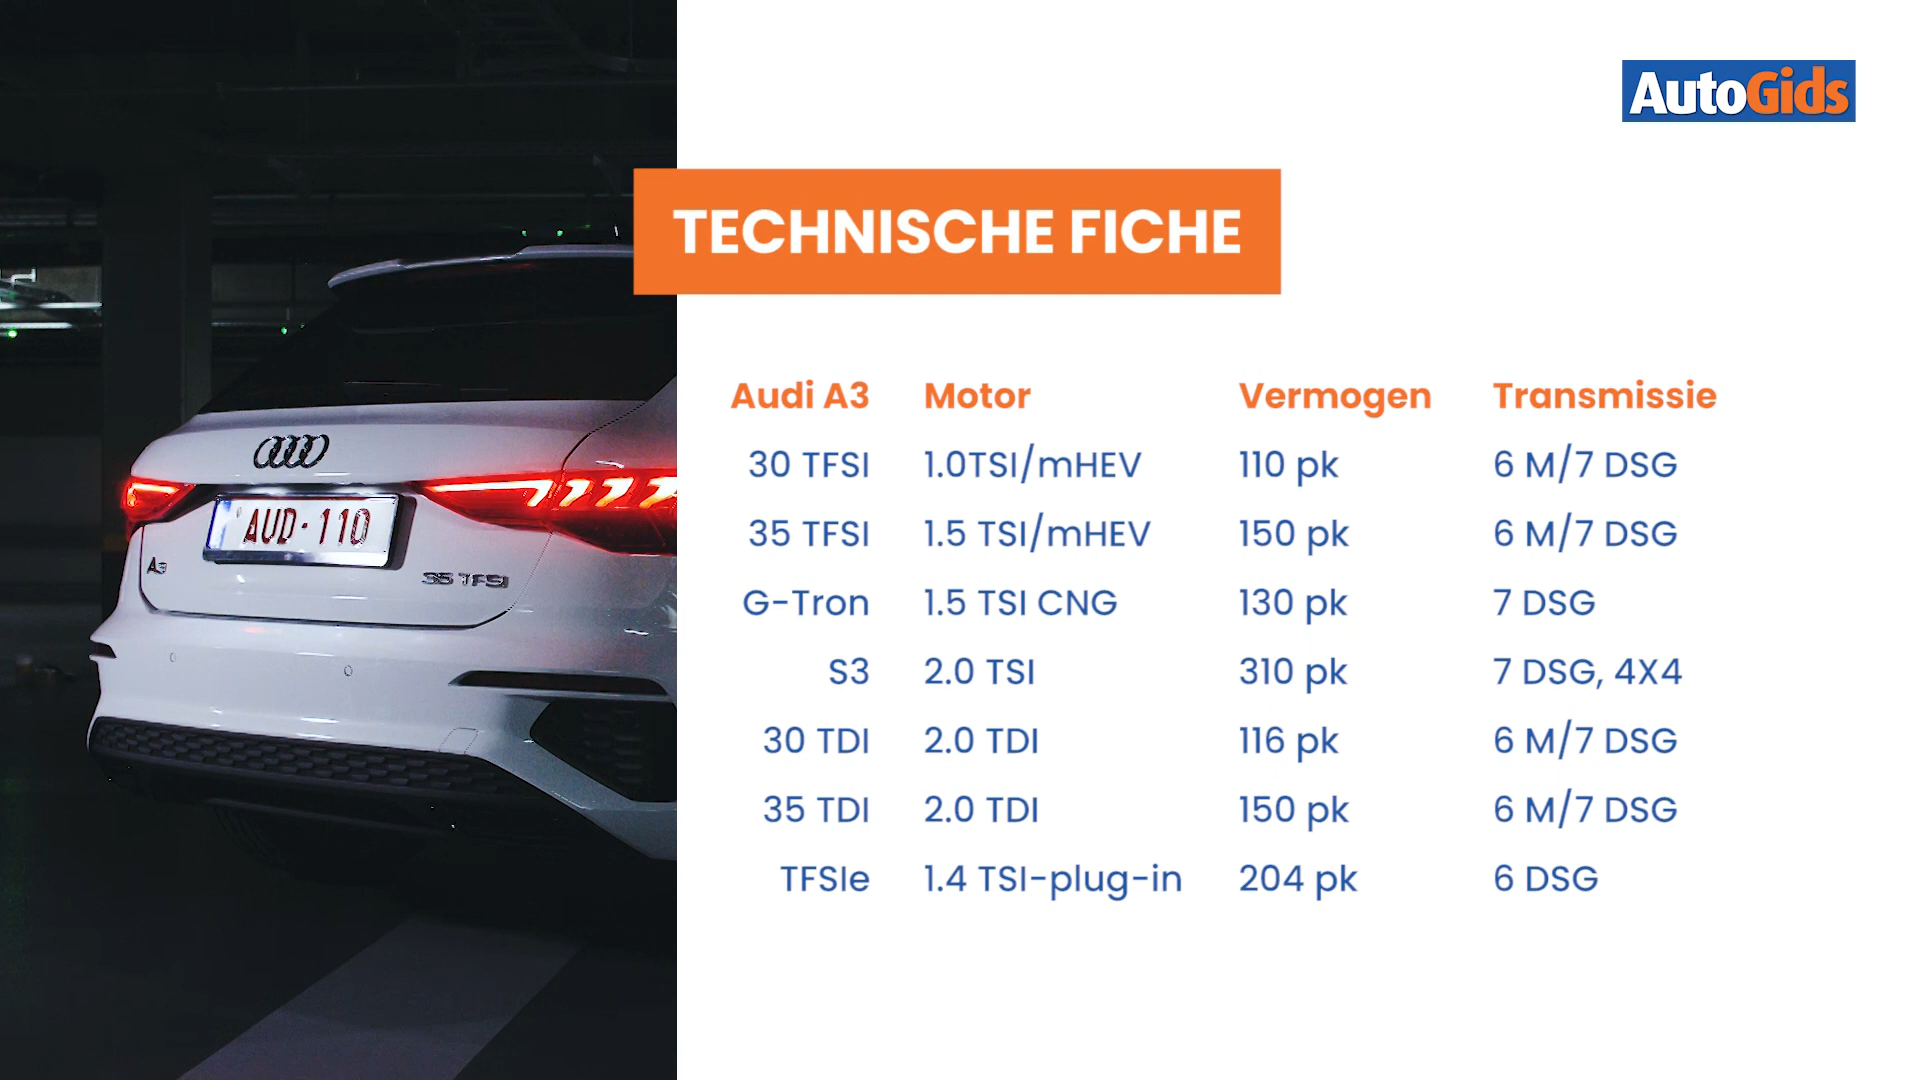 AutoGids
TECHNISCHE FICHE
Audi A3 Motor Vermogen Transmissie
30 TFSI 1.0TSI/mHEV 110 pk 6 M/7 DSG
35 TFSI 1.5 TSI/mHEV 150 pk 6 M/7 DSG
G-Tron 1.5 TSI CNG 130 pk 7 DSG
S3 2.0 TSI 310 pk 7 DSG, 4X4
30 TDI 2.0 TDI 116 pk 6 M/7 DSG
35 TDI 2.0 TDI 150 pk 6 M/7 DSG
TFSIe 1.4 TSI-plug-in 204 pk 6 DSG
AUD·110
A3
35 TFSI